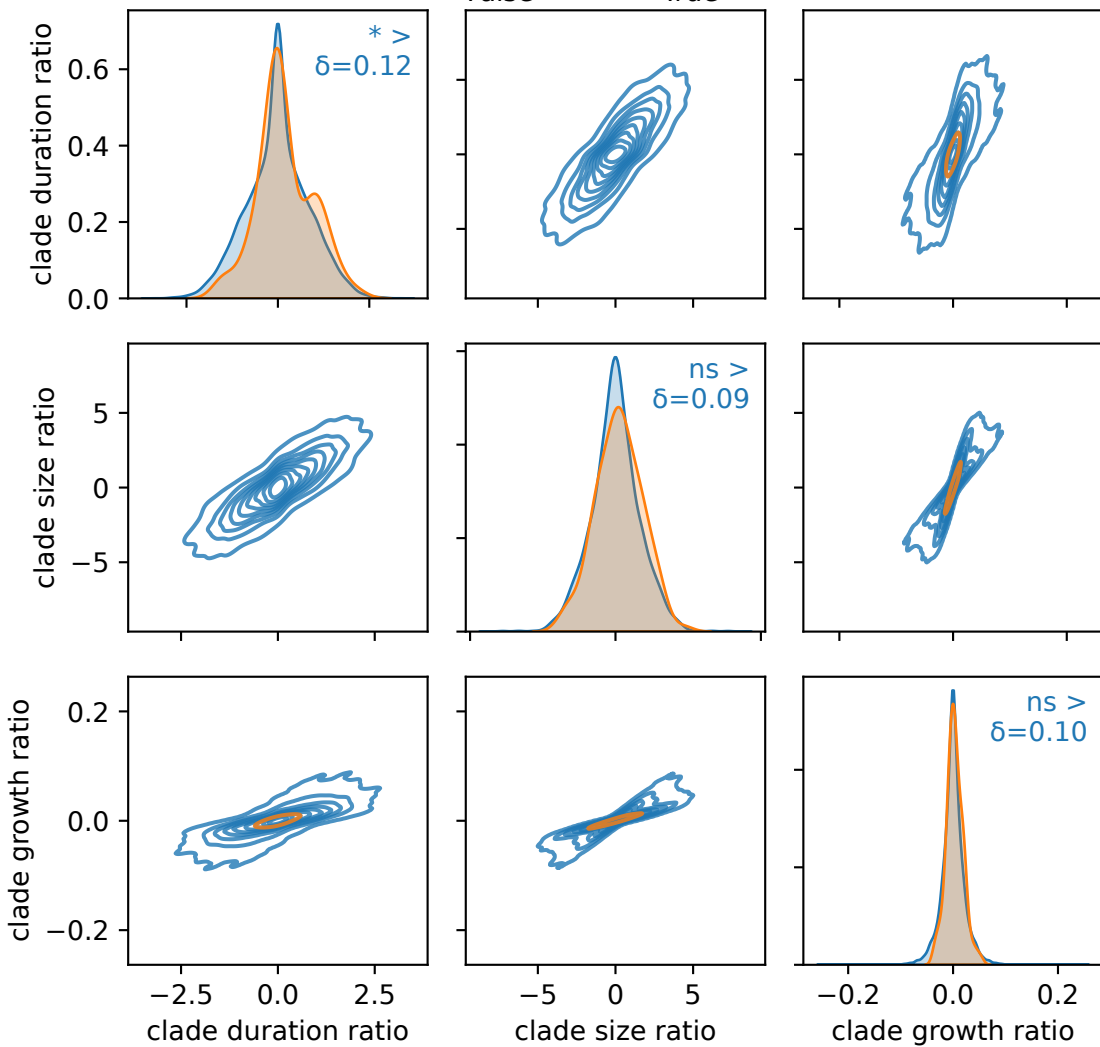 * >
δ=0.12
clade duration ratio
0.6
0.4
0.2
0.0
ns >
δ=0.09
clade size ratio
5
0
−5
ns >
δ=0.10
clade growth ratio
0.2
0.0
−0.2
−2.5 0.0 2.5
−5 0 5
−0.2 0.0 0.2
clade duration ratio
clade size ratio
clade growth ratio